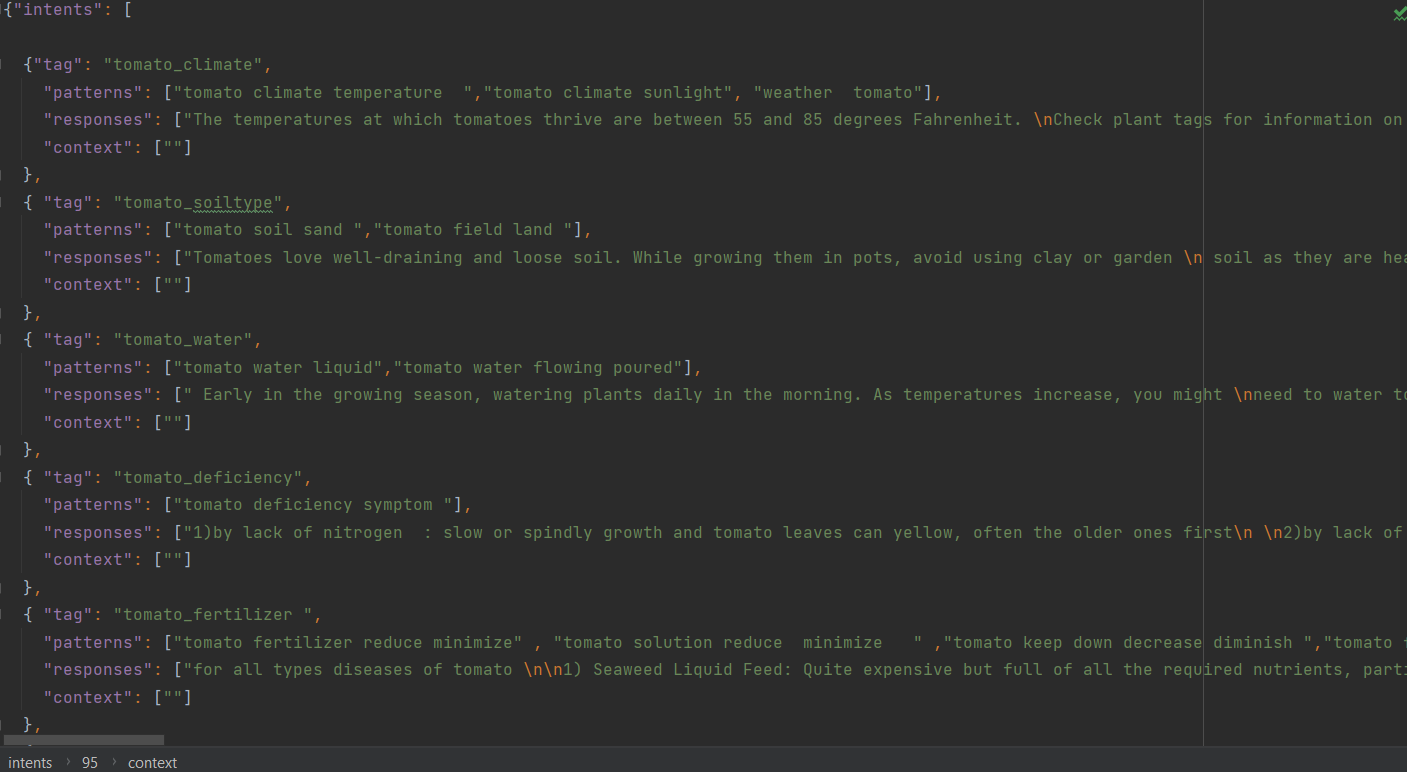 {"intents": [
{"tag": "tomato_climate",
"patterns": ["tomato climate temperature  ","tomato climate sunlight", "weather  tomato"],
"responses": ["The temperatures at which tomatoes thrive are between 55 and 85 degrees Fahrenheit. \nCheck plant tags for information on
"context": [""]
},
{ "tag": "tomato_soiltype",
"patterns": ["tomato soil sand ","tomato field land "],
"responses": ["Tomatoes love well-draining and loose soil. While growing them in pots, avoid using clay or garden \n soil as they are hea
"context": [""]
},
{ "tag": "tomato_water",
"patterns": ["tomato water liquid","tomato water flowing poured"],
"responses": [" Early in the growing season, watering plants daily in the morning. As temperatures increase, you might \nneed to water to
"context": [""]
},
{ "tag": "tomato_deficiency",
"patterns": ["tomato deficiency symptom "],
"responses": ["1)by lack of nitrogen  : slow or spindly growth and tomato leaves can yellow, often the older ones first\n \n2)by lack of
"context": [""]
},
{ "tag": "tomato_fertilizer ",
"patterns": ["tomato fertilizer reduce minimize" , "tomato solution reduce  minimize   " ,"tomato keep down decrease diminish ","tomato f
"responses": ["for all types diseases of tomato \n\n1) Seaweed Liquid Feed: Quite expensive but full of all the required nutrients, parti
"context": [""]
},
intents > 95 > context